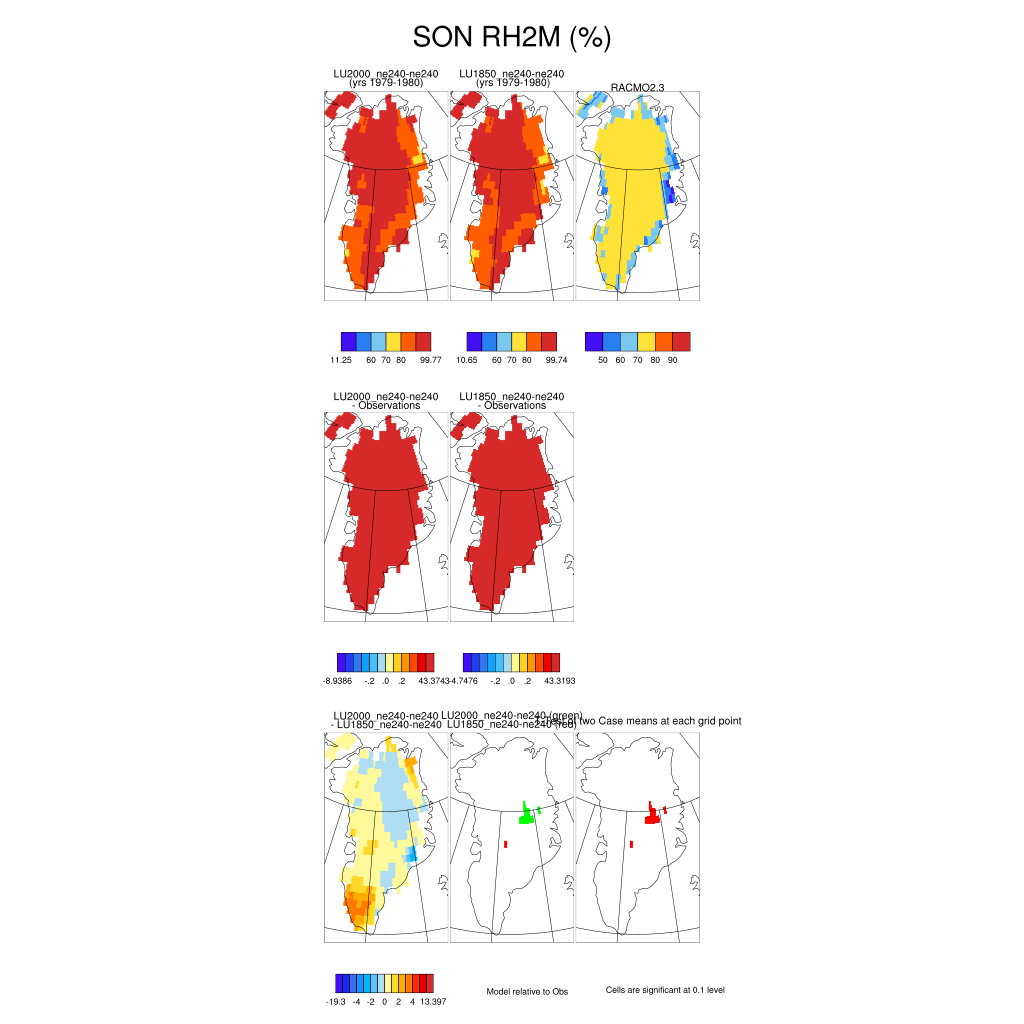 SON RH2M (%)
LU2000_ne240-ne240
(yrs 1979-1980)
LU1850_ne240-ne240
(yrs 1979-1980)
RACMO2.3
11.25 60 70 80 99.77
10.65 60 70 80 99.74
50 60 70 80 90
LU2000_ne240-ne240
- Observations
LU1850_ne240-ne240
- Observations
-8.9386 -.2 .0 .2 43.3743
-4.7476 -.2 .0 .2 43.3193
LU2000_ne240-ne240
- LU1850_ne240-ne240
LU2000_ne240-ne240 (green)
LU1850_ne240-ne240 (red)
T-Test of two Case means at each grid point
-19.3 -4 -2 0 2 4 13.397
Model relative to Obs
Cells are significant at 0.1 level